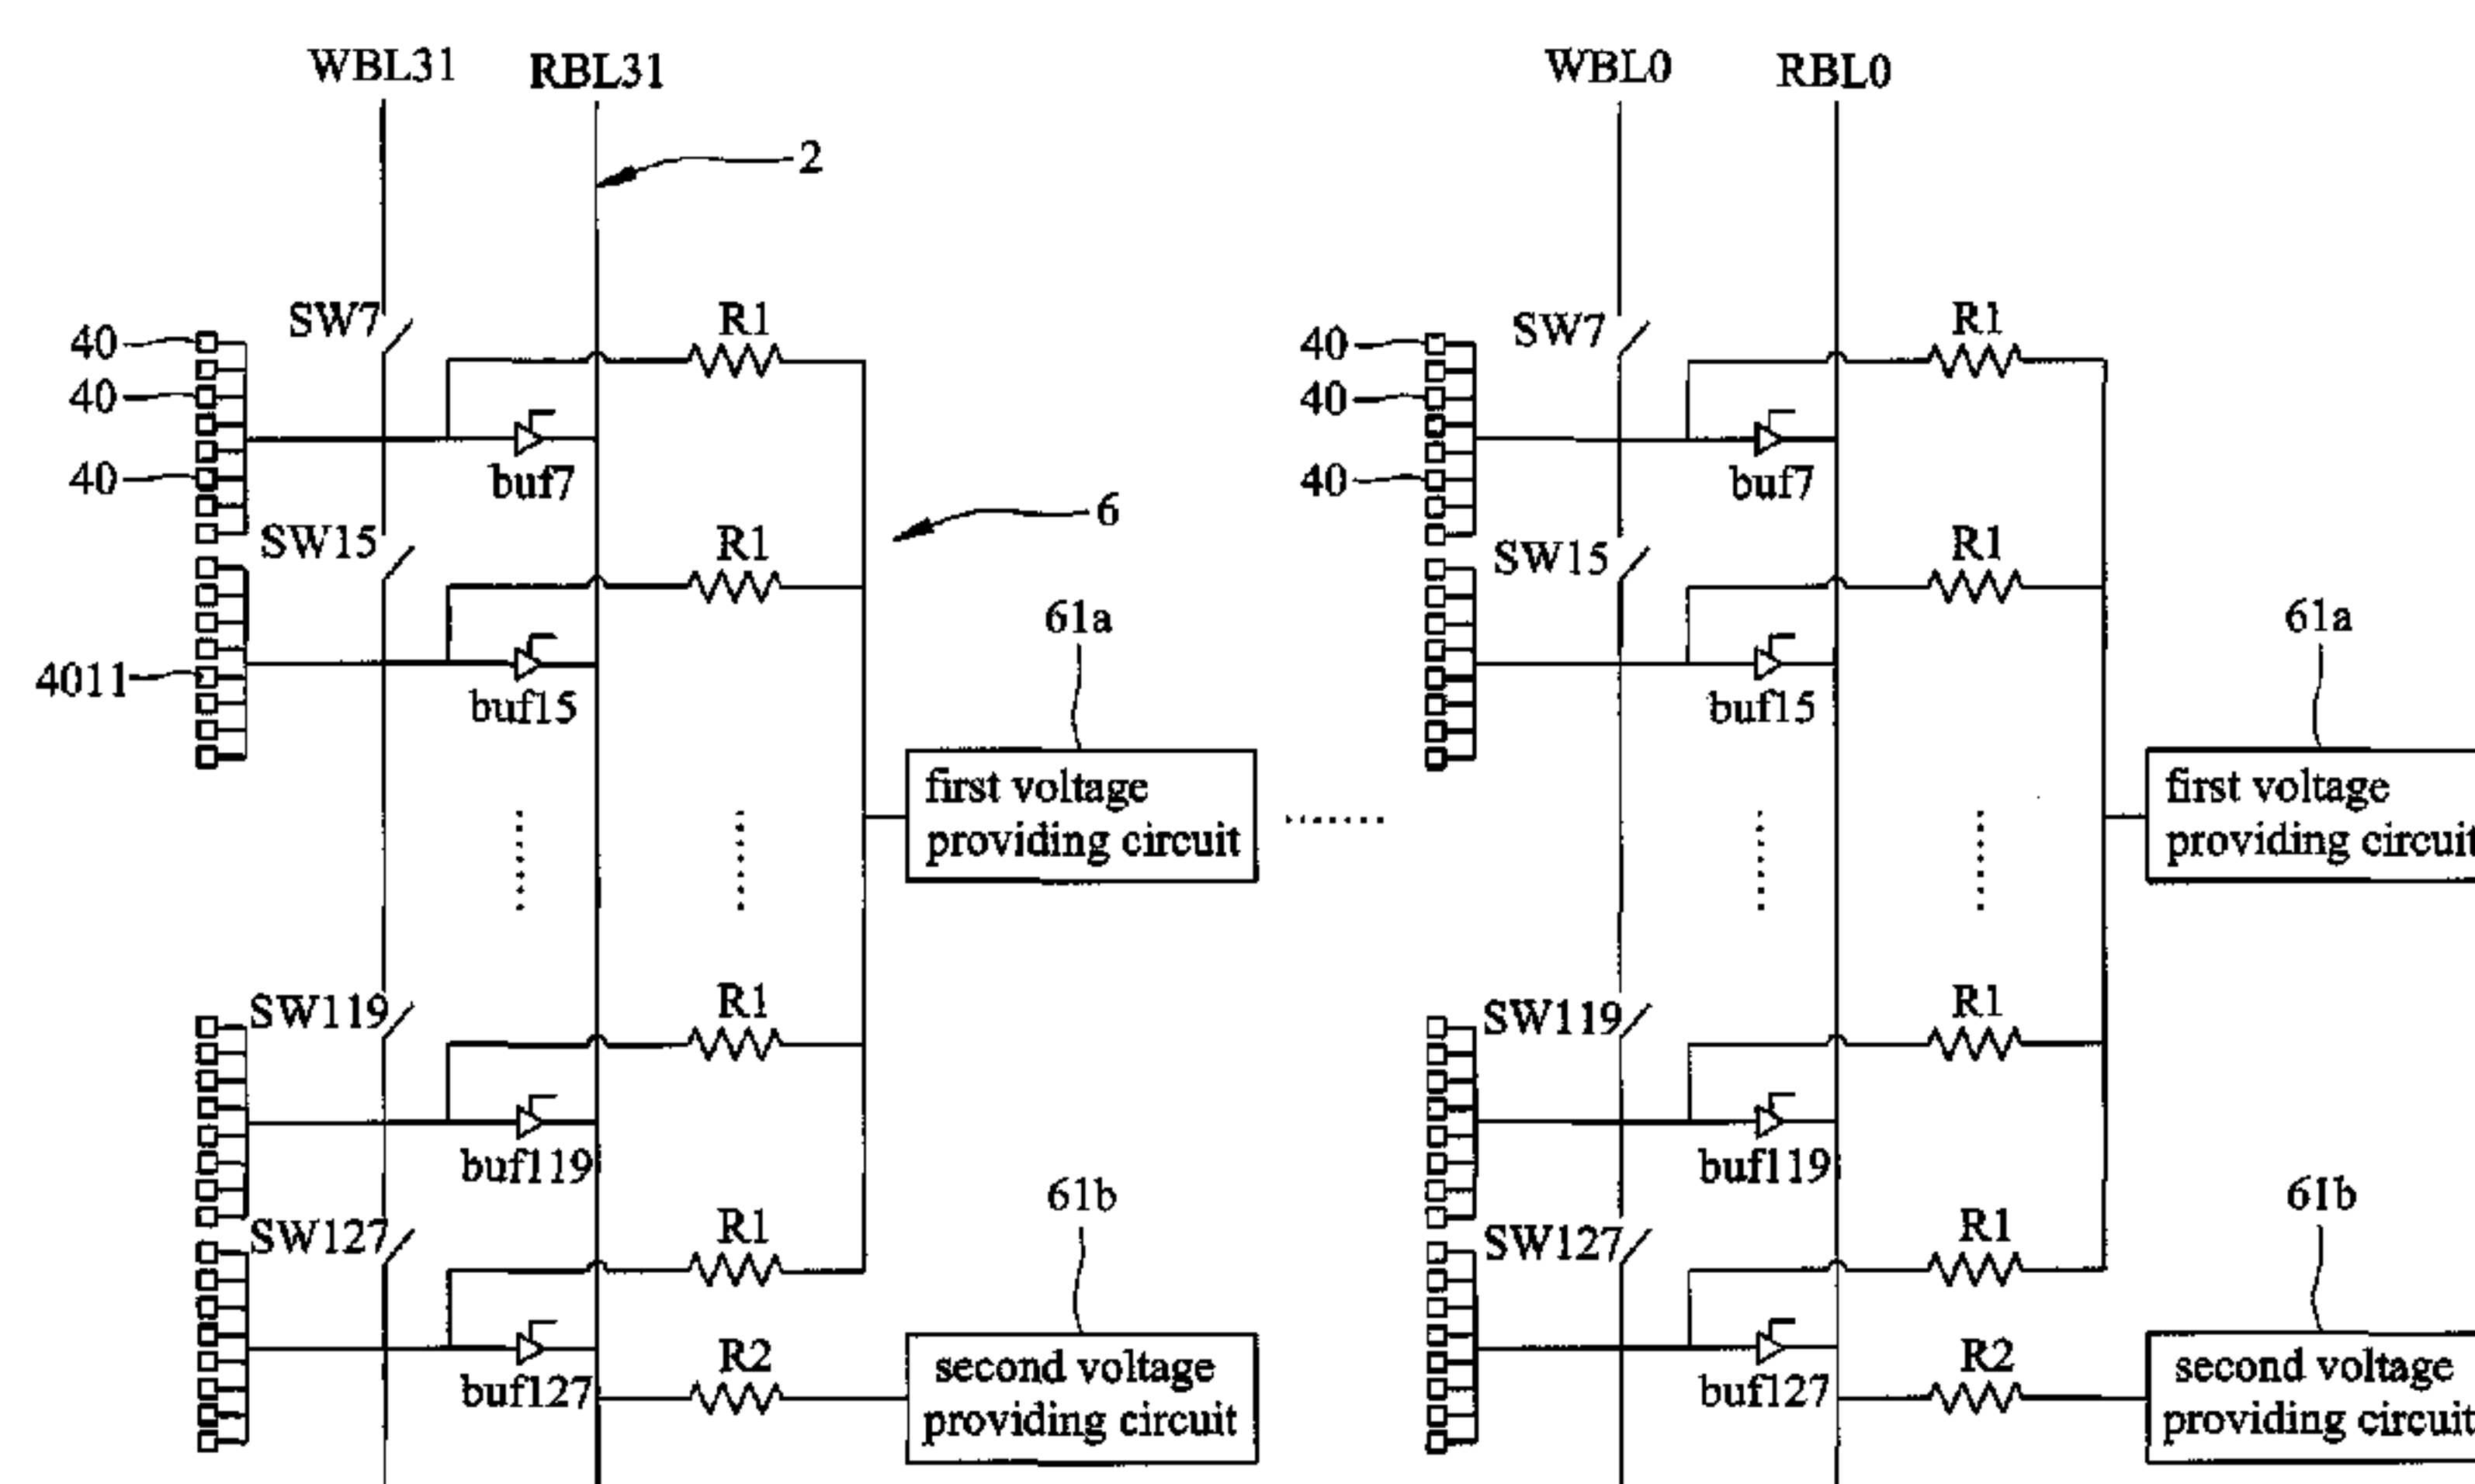 WBL31
RBL31
WBL0
RBL0
2
SW7
R1
40
40
40
buf7
SW15
R1
6
4011
buf15
61a
first voltage
providing circuit
SW119
R1
buf119
SW127
R1
61b
buf127
R2
second voltage
providing circuit
SW7
R1
40
40
40
buf7
SW15
R1
buf15
61a
first voltage
providing circuit
SW119
R1
buf119
SW127
R1
61b
buf127
R2
second voltage
providing circuit